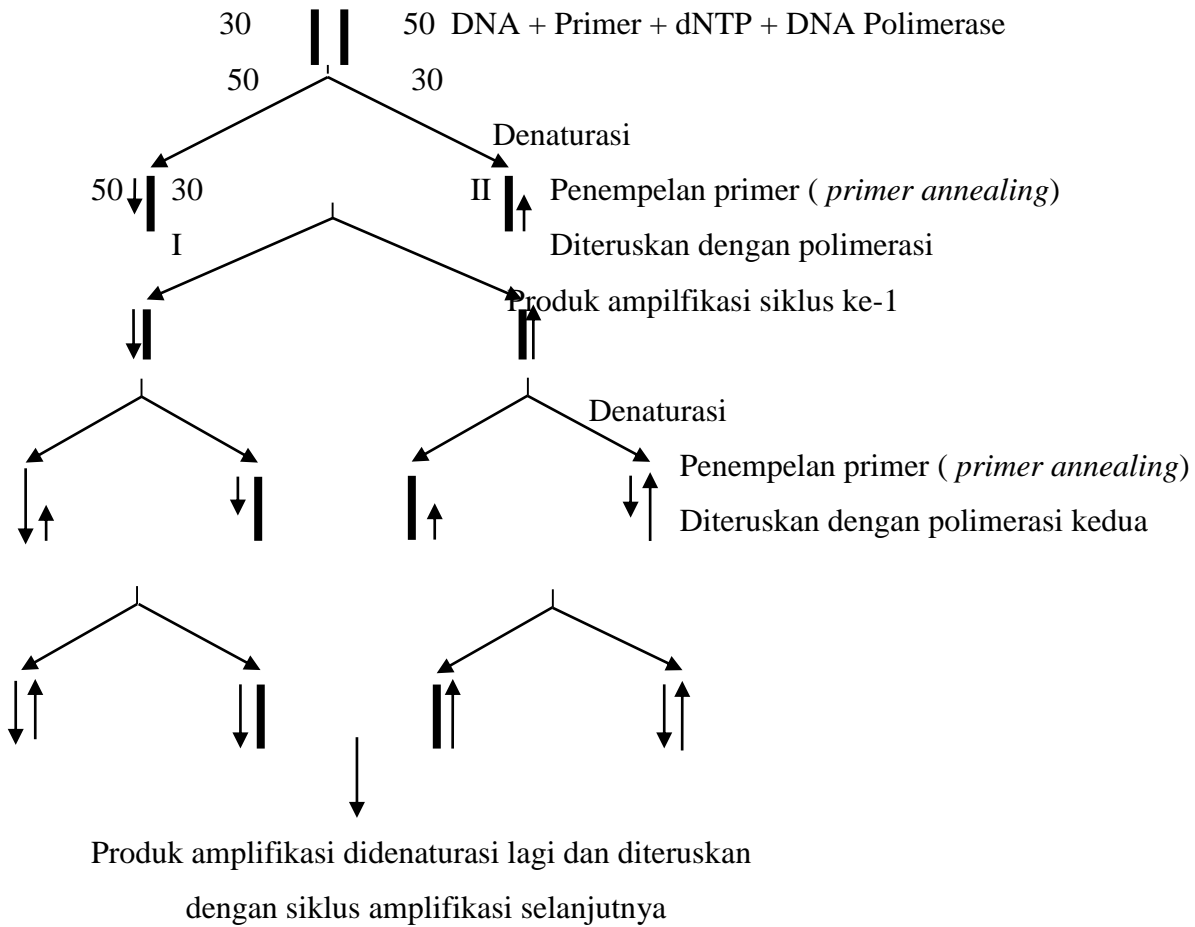 30 50 DNA + Primer + dNTP + DNA Polimerase
50 30
Denaturasi
50 30 II Penempelan primer ( primer annealing)
I Diteruskan dengan polimerasi
Produk ampilfikasi siklus ke-1
Denaturasi
Penempelan primer ( primer annealing)
Diteruskan dengan polimerasi kedua
Produk amplifikasi didenaturasi lagi dan diteruskan
dengan siklus amplifikasi selanjutnya